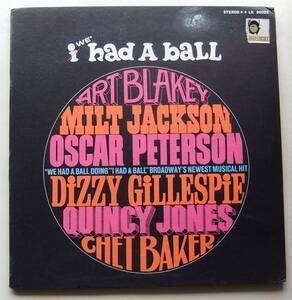 STEREO
"WE"
i had A ball
ART BLAKEY
MILT JACKSON
OSCAR PETERSON
"WE HAD A BALL DOING "I HAD A BALL" BROADWAY'S NEWEST MUSICAL HIT
DIZZY GILLESPIE
QUINCY JONES
CHET BAKER